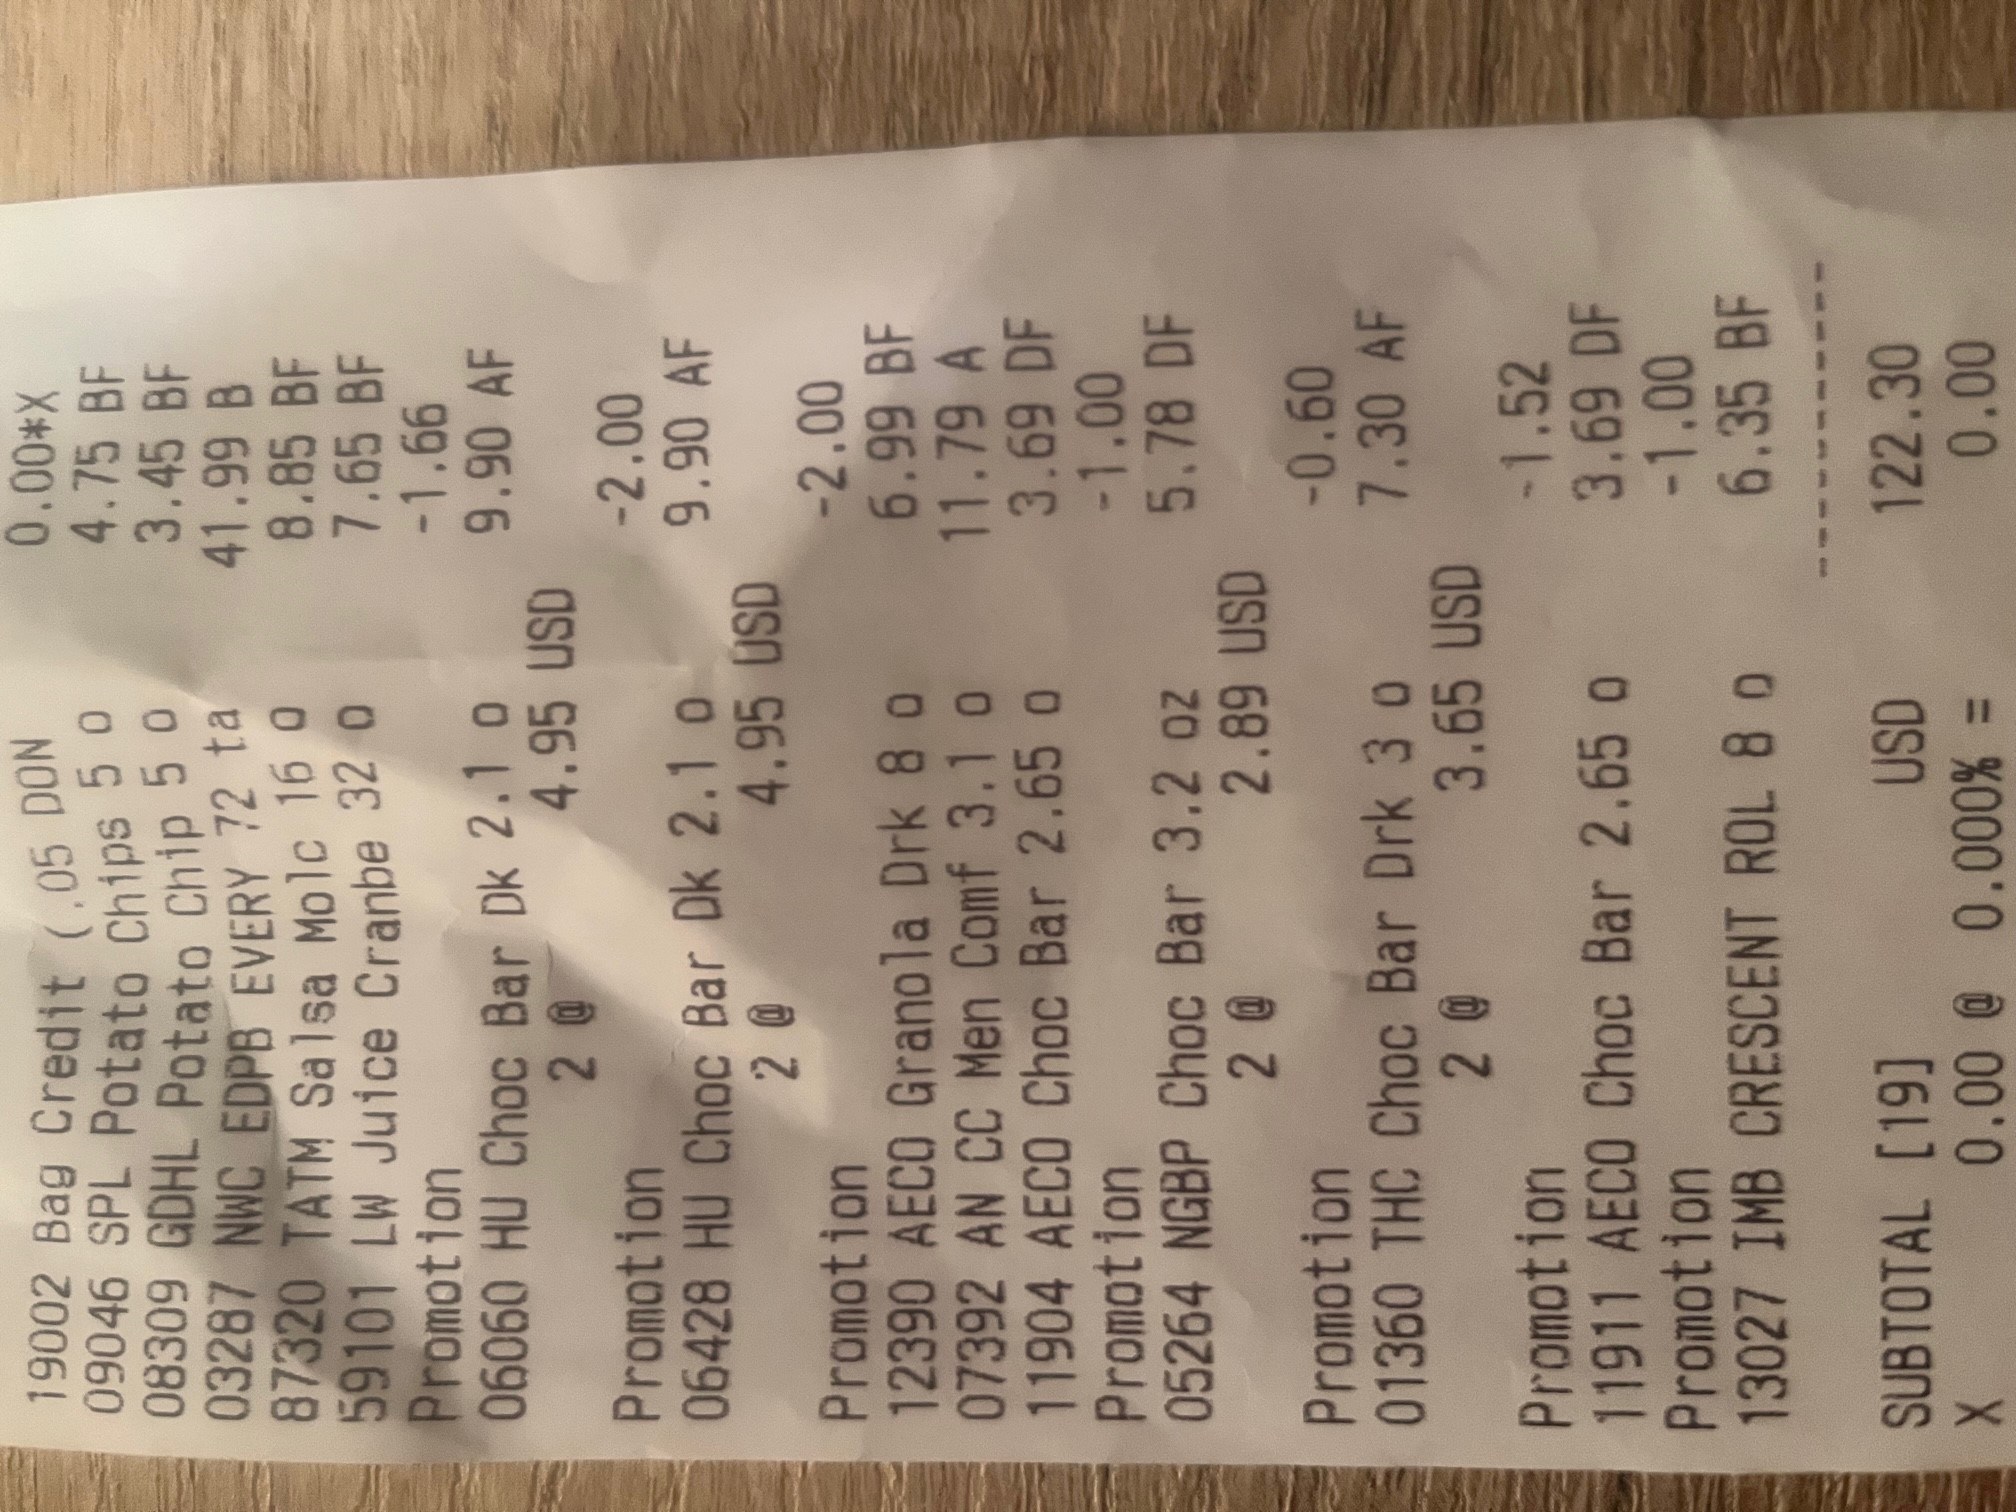 19002 Bag Credit (.05 DON 0.00*X
09046 SPL Potato Chips 5 o 4.75 BF
08309 GDHL Potato Chip 5 o 3.45 BF
03287 NWC EDPB EVERY 72 ta 41.99 B
87320 TATM Salsa Molc 16 o 8.85 BF
59101 LW Juice Cranbe 32 o 7.65 BF
Promotion -1.66
06060 HU Choc Bar Dk 2.1 o 9.90 AF
2 @ 4.95 USD
Promotion -2.00
06428 HU Choc Bar Dk 2.1 o 9.90 AF
2 @ 4.95 USD
Promotion -2.00
12390 AECO Granola Drk 8 o 6.99 BF
07392 AN CC Men Comf 3.1 o 11.79 A
11904 AECO Choc Bar 2.65 o 3.69 DF
Promotion -1.00
05264 NGBP Choc Bar 3.2 oz 5.78 DF
2 @ 2.89 USD
Promotion -0.60
01360 THC Choc Bar Drk 3 o 7.30 AF
2 @ 3.65 USD
Promotion -1.52
11911 AECO Choc Bar 2.65 o 3.69 DF
Promotion -1.00
13027 IMB CRESCENT ROL 8 o 6.35 BF
-----------
SUBTOTAL [19] USD 122.30
X 0.00 @ 0.000% = 0.00